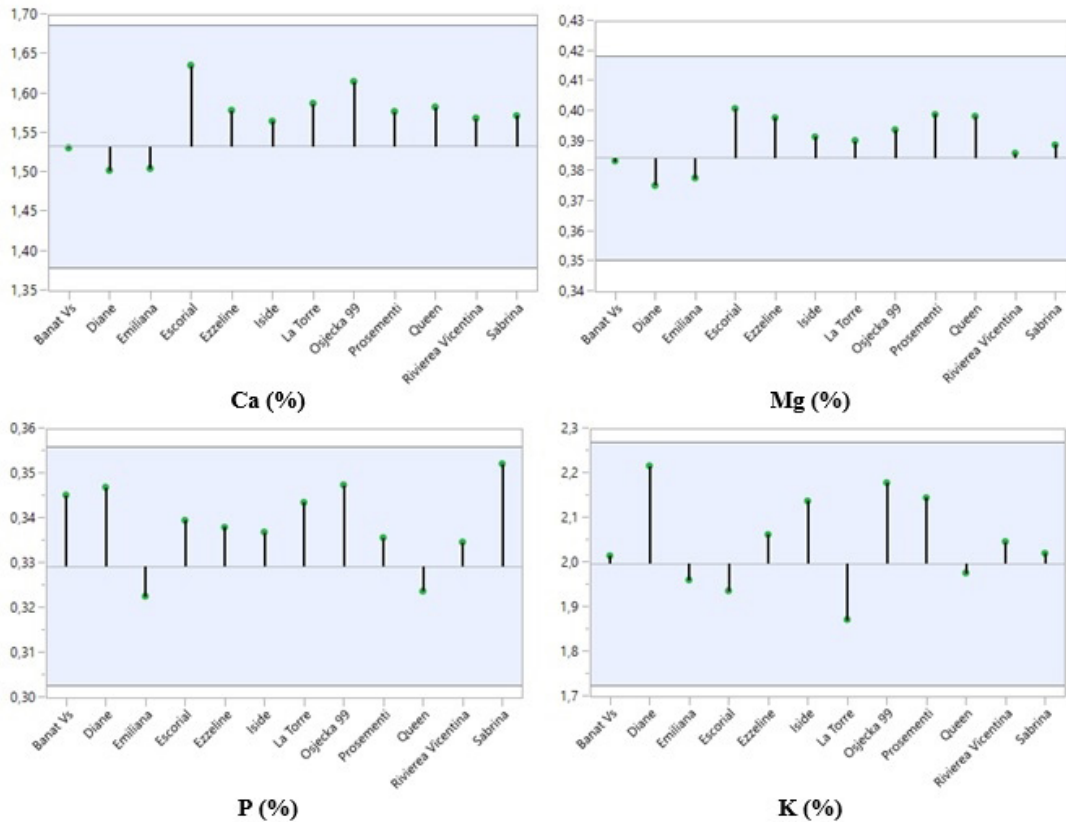 1,70
1,65
1,60
1,55
1,50
1,45
1,40
1,35
Banat Vs
Diane
Emiliana
Escorial
Ezzeline
Iside
La Torre
Osjecka 99
Prosementi
Queen
Rivierea Vicentina
Sabrina
Ca (%)
0,43
0,42
0,41
0,40
0,39
0,38
0,37
0,36
0,35
0,34
Banat Vs
Diane
Emiliana
Escorial
Ezzeline
Iside
La Torre
Osjecka 99
Prosementi
Queen
Rivierea Vicentina
Sabrina
Mg (%)
0,36
0,35
0,34
0,33
0,32
0,31
0,30
Banat Vs
Diane
Emiliana
Escorial
Ezzeline
Iside
La Torre
Osjecka 99
Prosementi
Queen
Rivierea Vicentina
Sabrina
P (%)
2,3
2,2
2,1
2,0
1,9
1,8
1,7
Banat Vs
Diane
Emiliana
Escorial
Ezzeline
Iside
La Torre
Osjecka 99
Prosementi
Queen
Rivierea Vicentina
Sabrina
K (%)